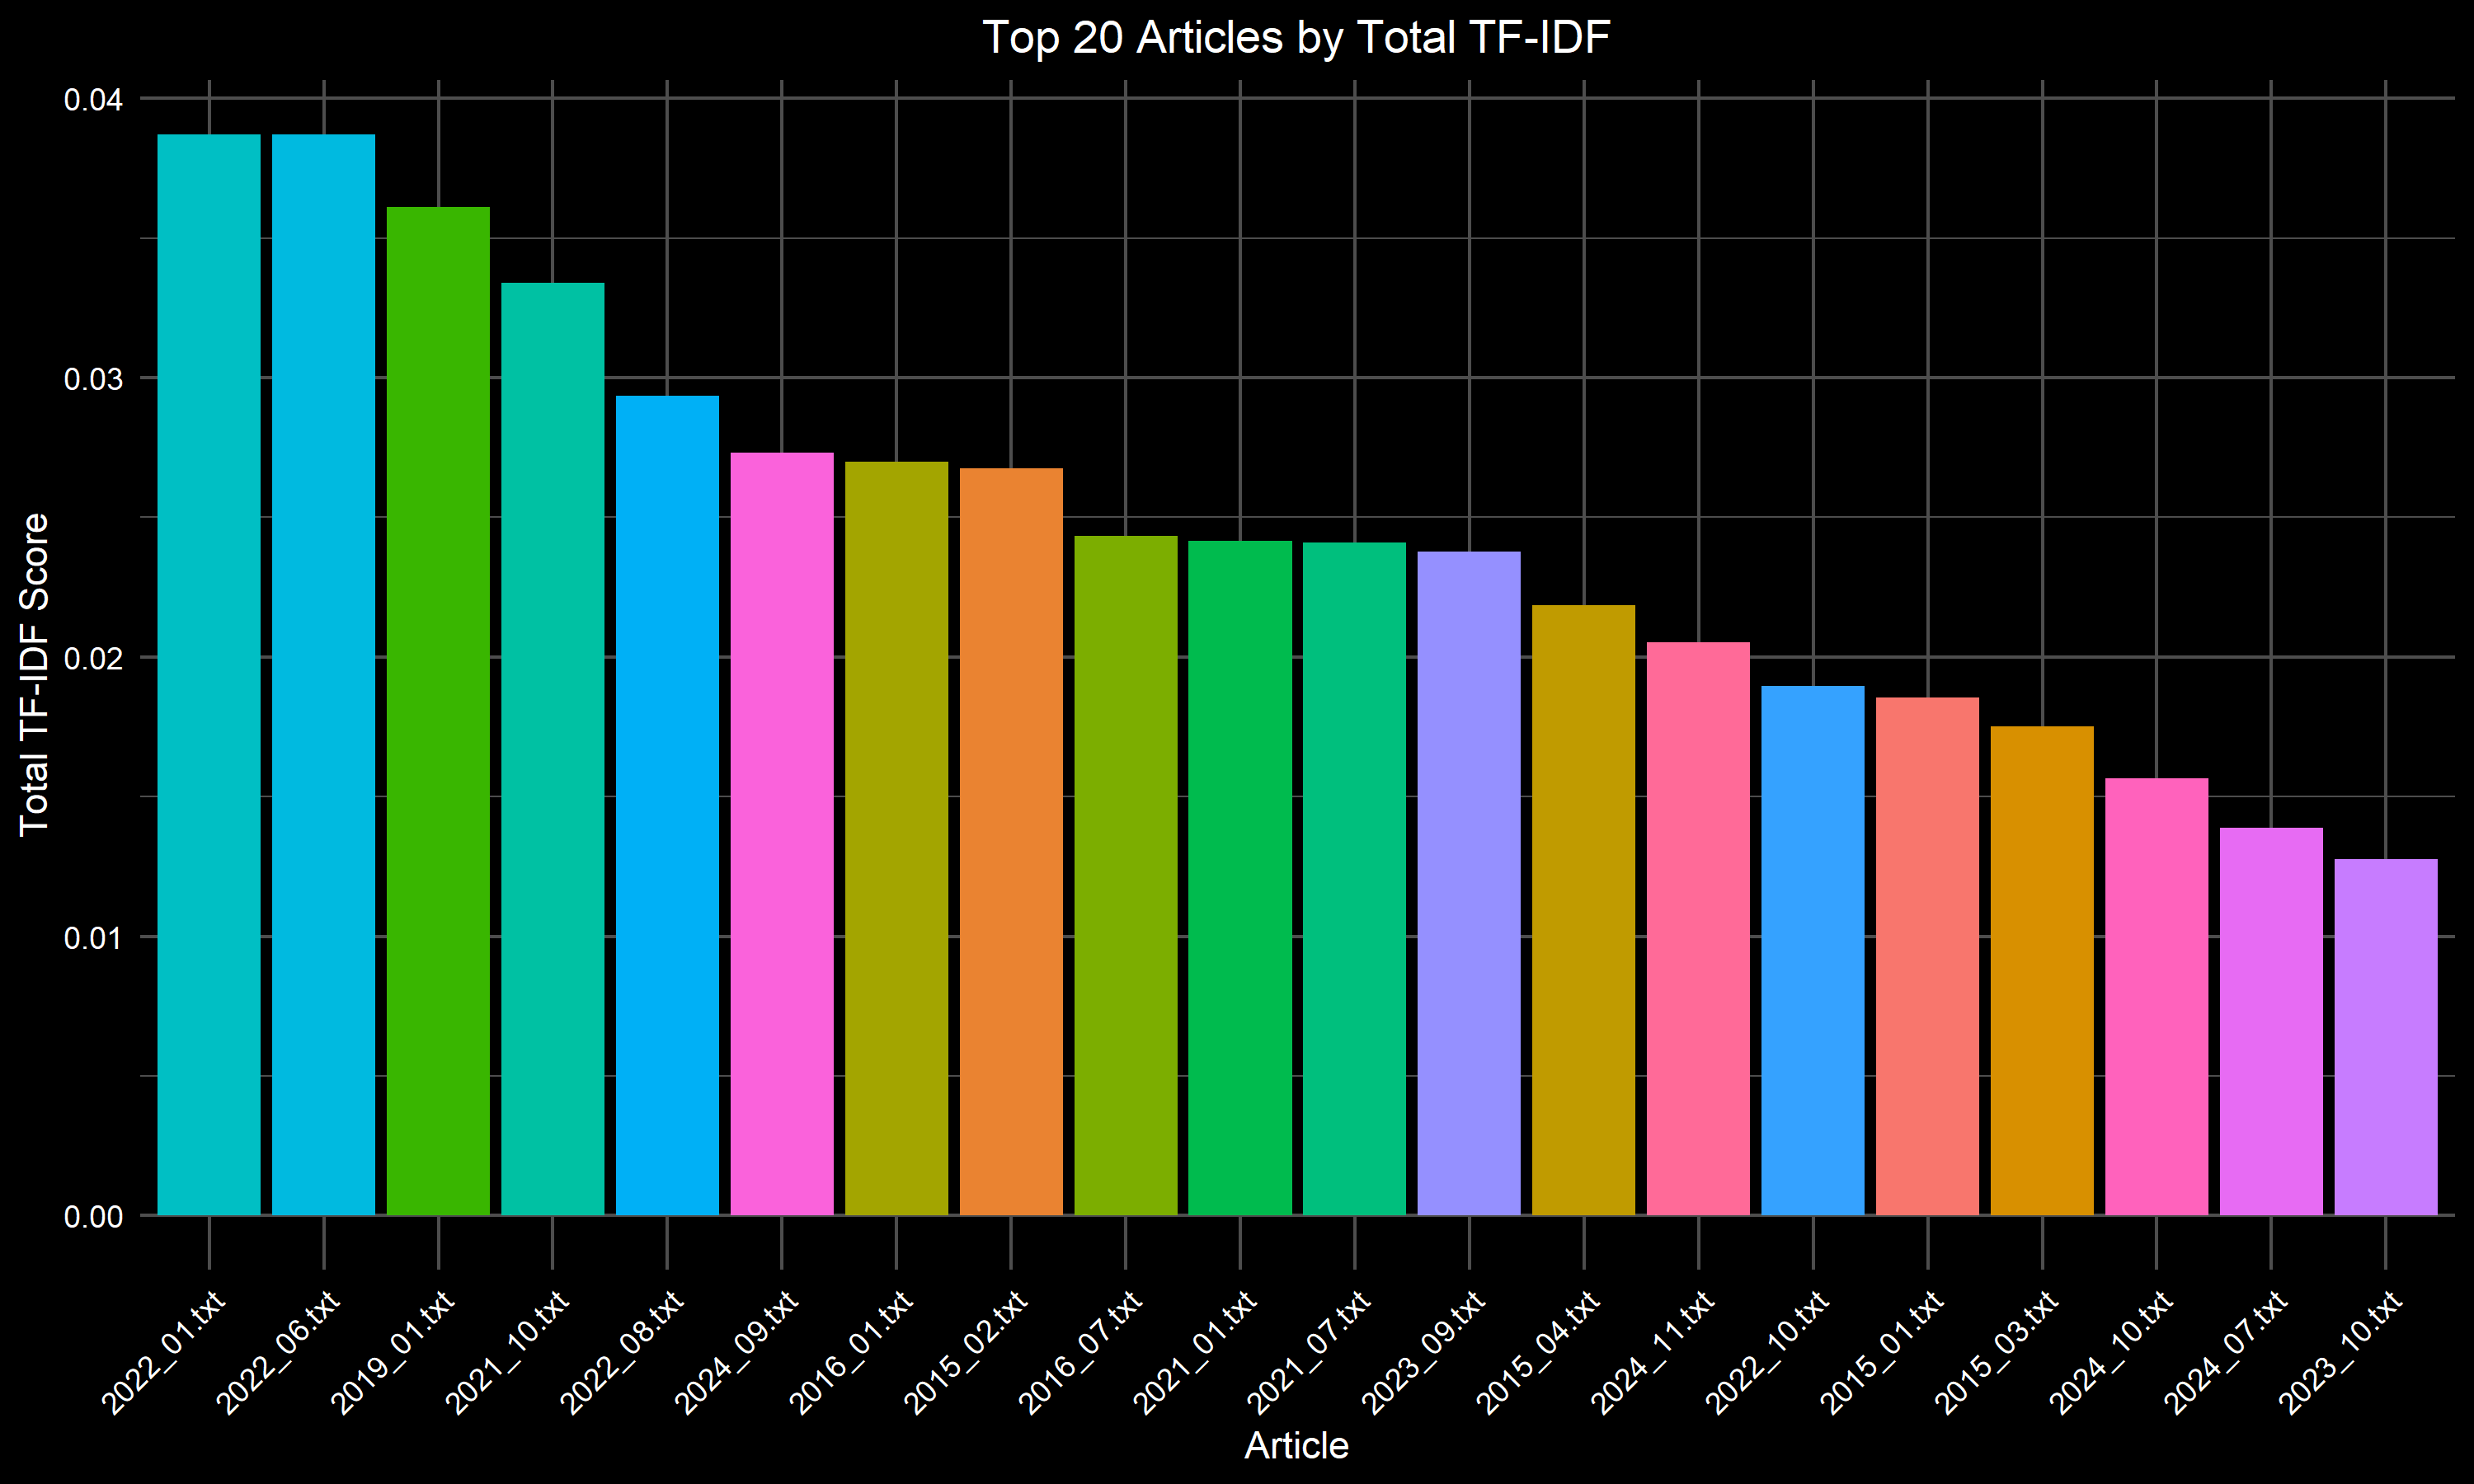 Top 20 Articles by Total TF-IDF
Total TF-IDF Score
0.04
0.03
0.02
0.01
0.00
2022_01.txt
2022_06.txt
2019_01.txt
2021_10.txt
2022_08.txt
2024_09.txt
2016_01.txt
2015_02.txt
2016_07.txt
2021_01.txt
2021_07.txt
2023_09.txt
2015_04.txt
2024_11.txt
2022_10.txt
2015_01.txt
2015_03.txt
2024_10.txt
2024_07.txt
2023_10.txt
Article